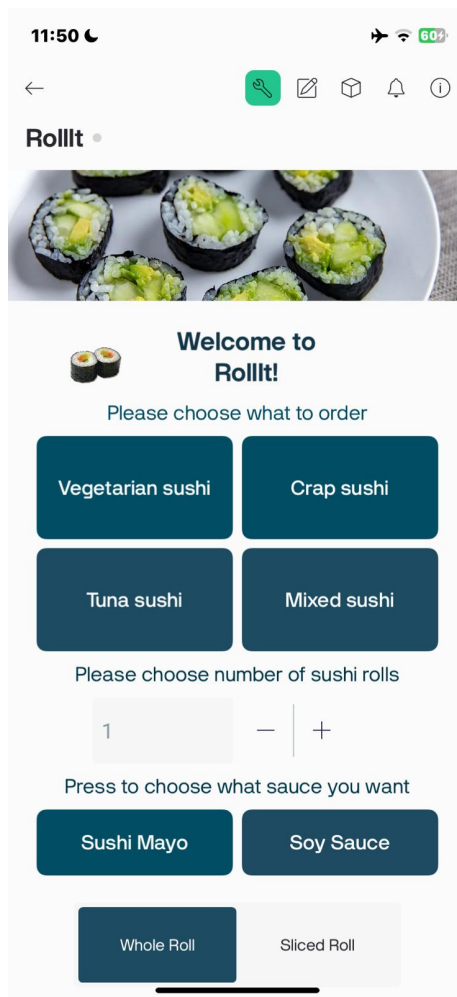 11:50
60
RollIt
Welcome to
RollIt!
Please choose what to order
Vegetarian sushi
Crap sushi
Tuna sushi
Mixed sushi
Please choose number of sushi rolls
1
Press to choose what sauce you want
Sushi Mayo
Soy Sauce
Whole Roll
Sliced Roll